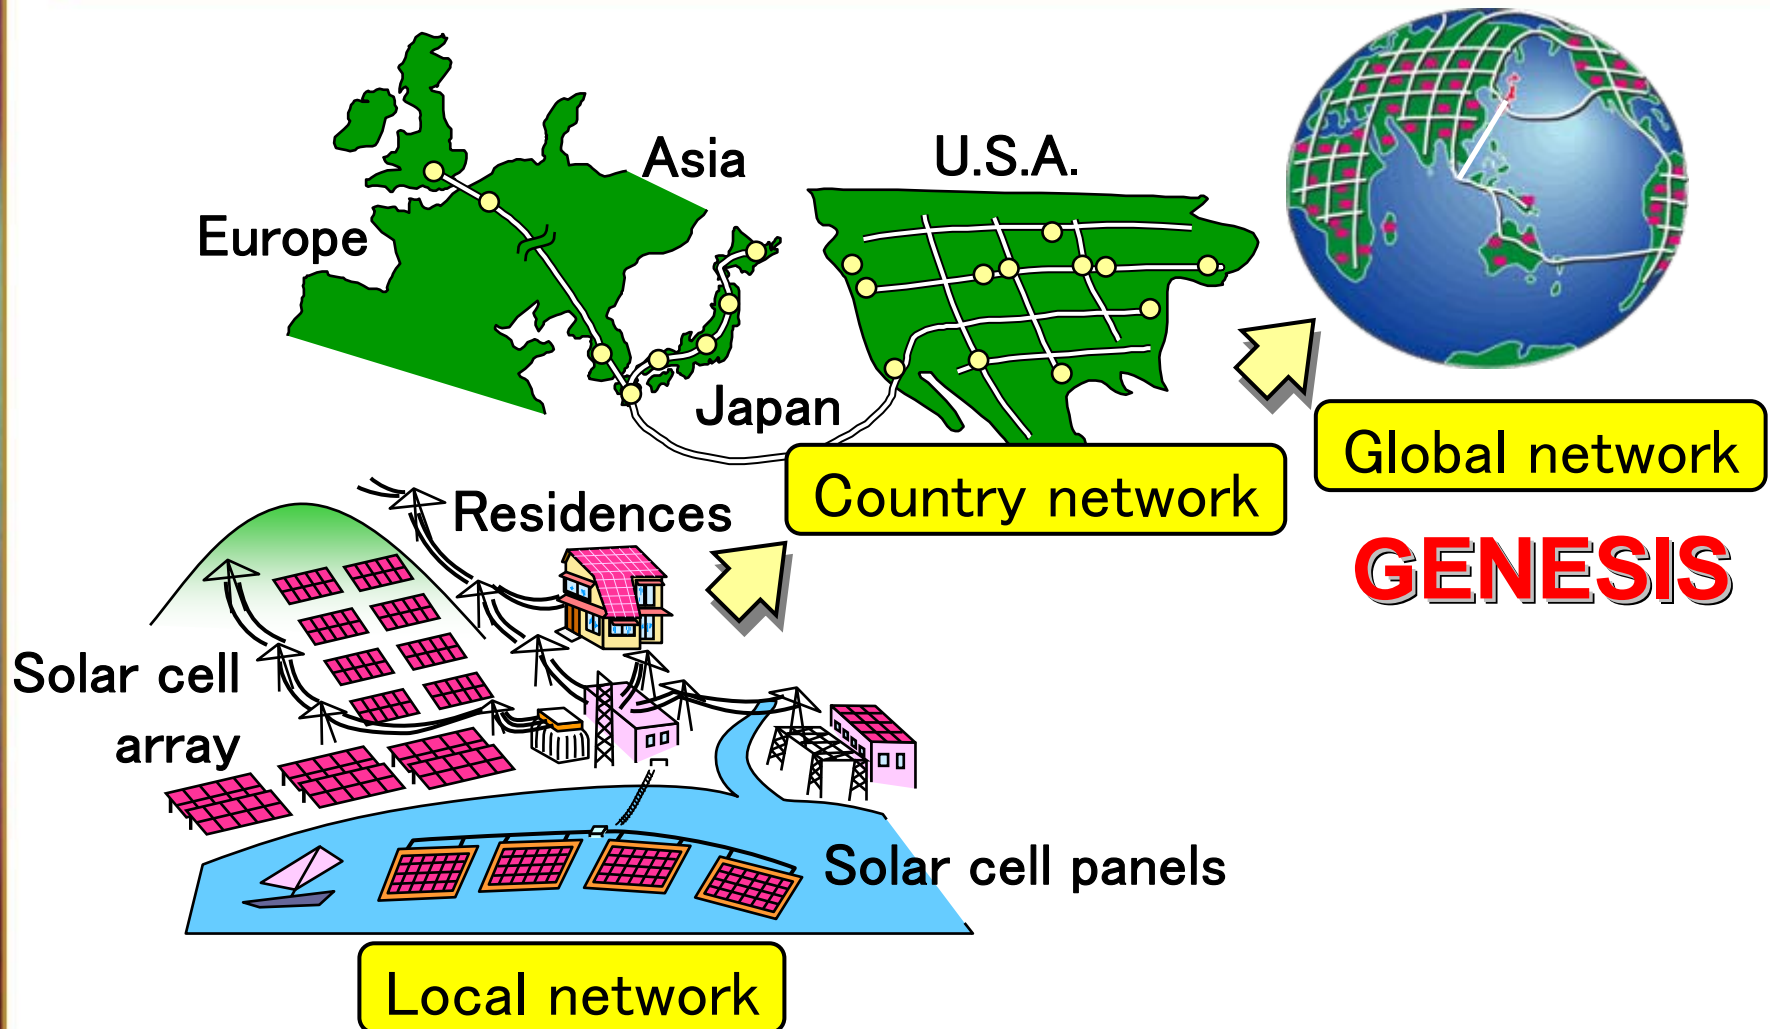 Asia
U.S.A.
Europe
Japan
Global network
Country network
Residences
GENESIS
Solar cell
array
Solar cell panels
Local network